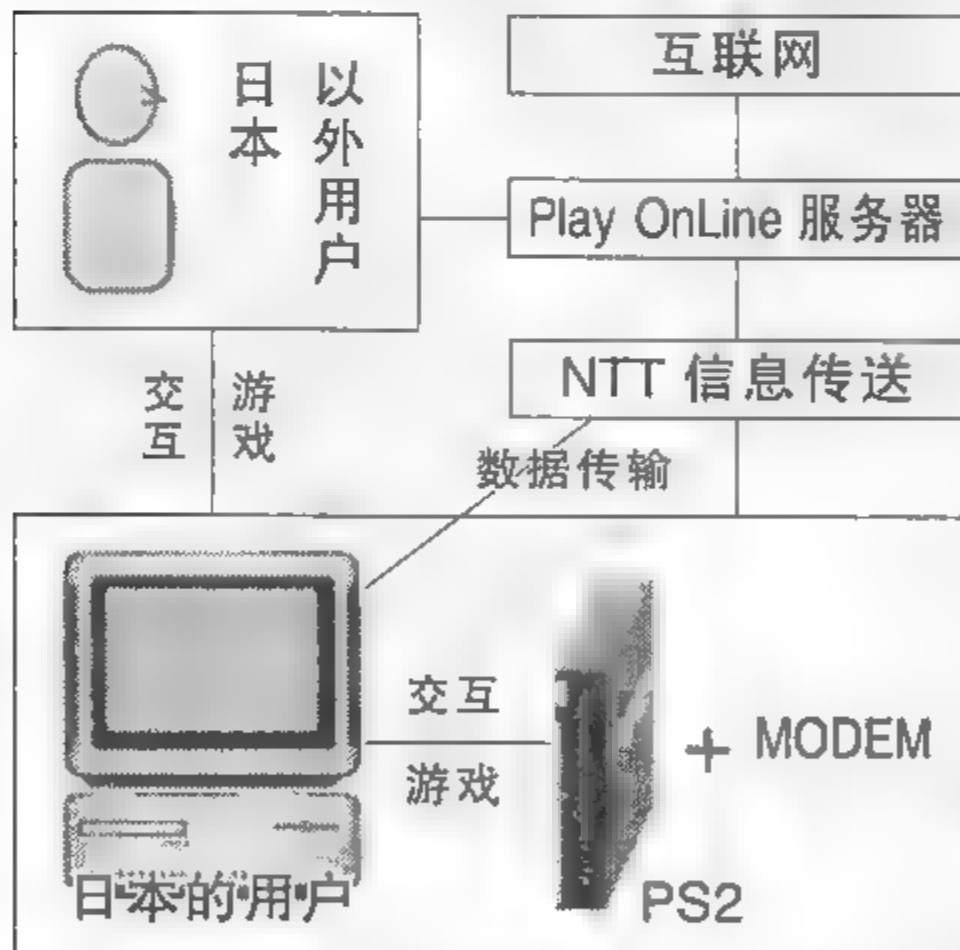 日本
以外用户
互联网
Play OnLine 服务器
NTT 信息传送
交互
游戏
数据传输
交互
游戏
+ MODEM
日本的用户
PS2